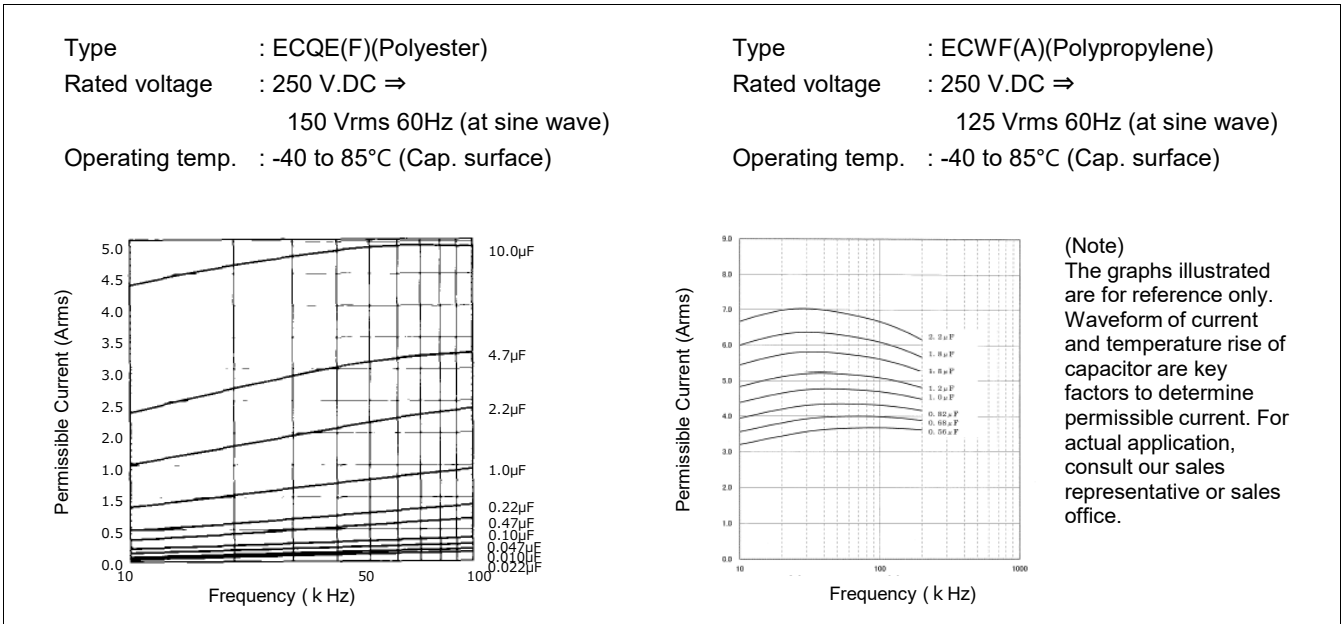 Type : ECQE(F)(Polyester)
Rated voltage : 250 V.DC ⇒
150 Vrms 60Hz (at sine wave)
Operating temp. : -40 to 85°C (Cap. surface)
Type : ECWF(A)(Polypropylene)
Rated voltage : 250 V.DC ⇒
125 Vrms 60Hz (at sine wave)
Operating temp. : -40 to 85°C (Cap. surface)
Permissible Current (Arms)
5.0
4.5
4.0
3.5
3.0
2.5
2.0
1.0
1.5
0.5
0.0
10.0µF
4.7µF
2.2µF
1.0µF
0.22µF
0.47µF
0.10µF
0.047µF
0.010µF
0.022µF
10 50 100
Frequency ( k Hz)
Permissible Current (Arms)
9.0
8.0
7.0
6.0
5.0
4.0
3.0
2.0
1.0
0.0
2.2µF
1.8µF
1.5µF
1.2µF
1.0µF
0.82µF
0.68µF
0.56µF
10 100 1000
Frequency ( k Hz)
(Note)
The graphs illustrated
are for reference only.
Waveform of current
and temperature rise of
capacitor are key
factors to determine
permissible current. For
actual application,
consult our sales
representative or sales
office.